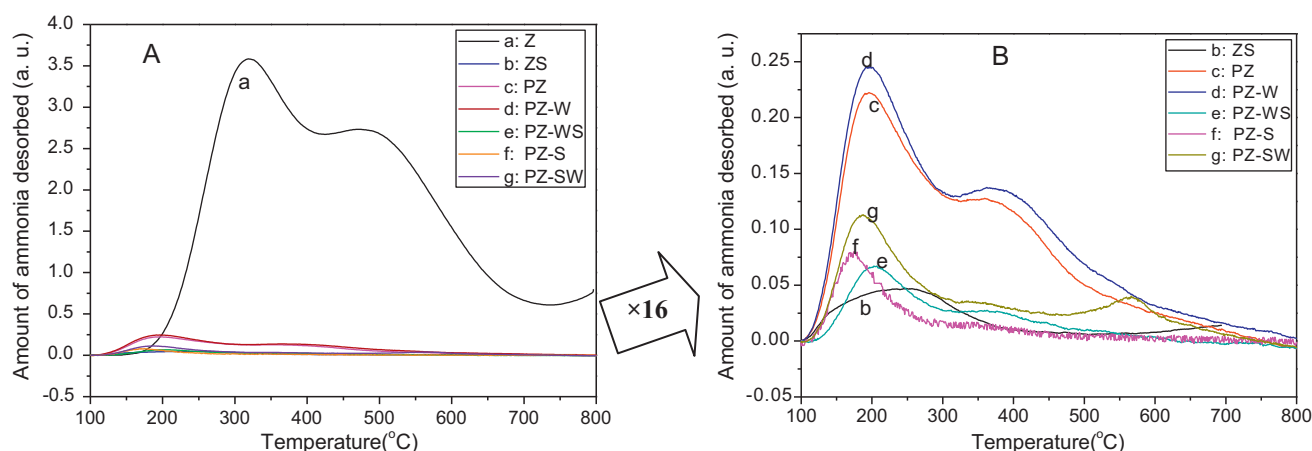 A
Amount of ammonia desorbed (a. u.)
4.0
3.5
3.0
2.5
2.0
1.5
1.0
0.5
0.0
-0.5
a
a: Z
b: ZS
c: PZ
d: PZ-W
e: PZ-WS
f: PZ-S
g: PZ-SW
100 200 300 400 500 600 700 800
Temperature(°C)
×16
B
Amount of ammonia desorbed (a. u.)
0.25
0.20
0.15
0.10
0.05
0.00
-0.05
d
c
g
f
e
b
b: ZS
c: PZ
d: PZ-W
e: PZ-WS
f: PZ-S
g: PZ-SW
100 200 300 400 500 600 700 800
Temperature(°C)